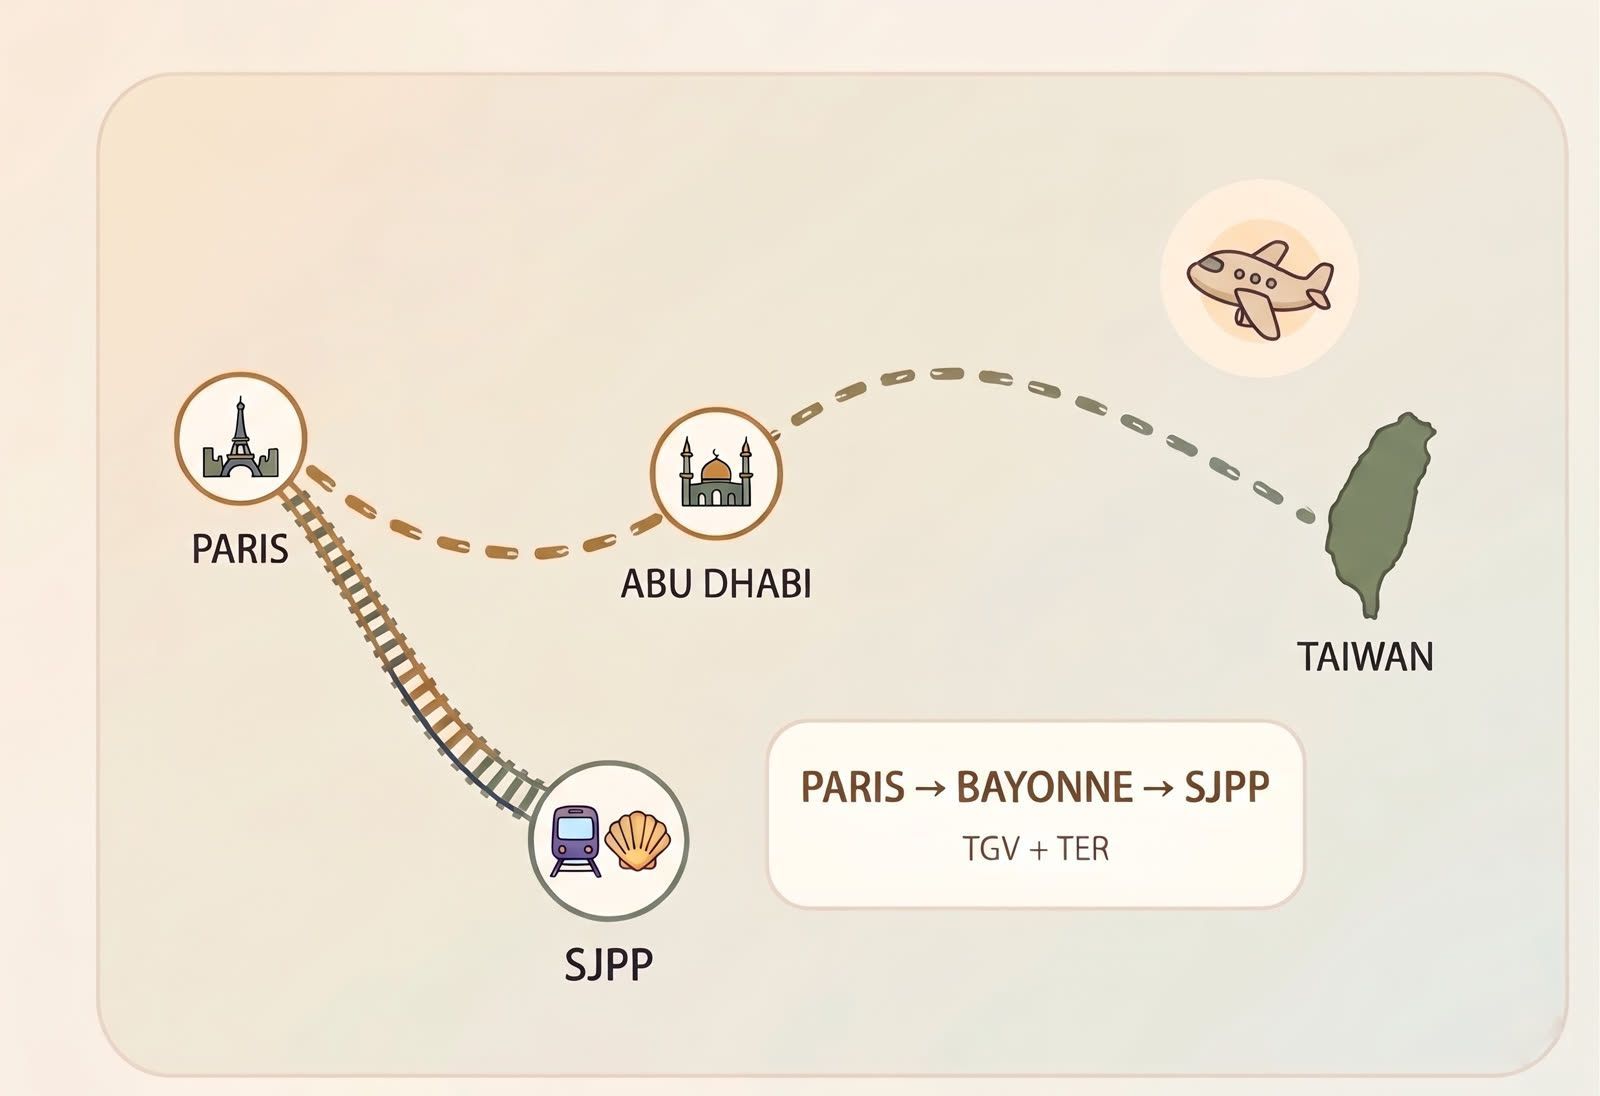 PARIS
ABU DHABI
TAIWAN
PARIS → BAYONNE → SJPP
TGV + TER
SJPP